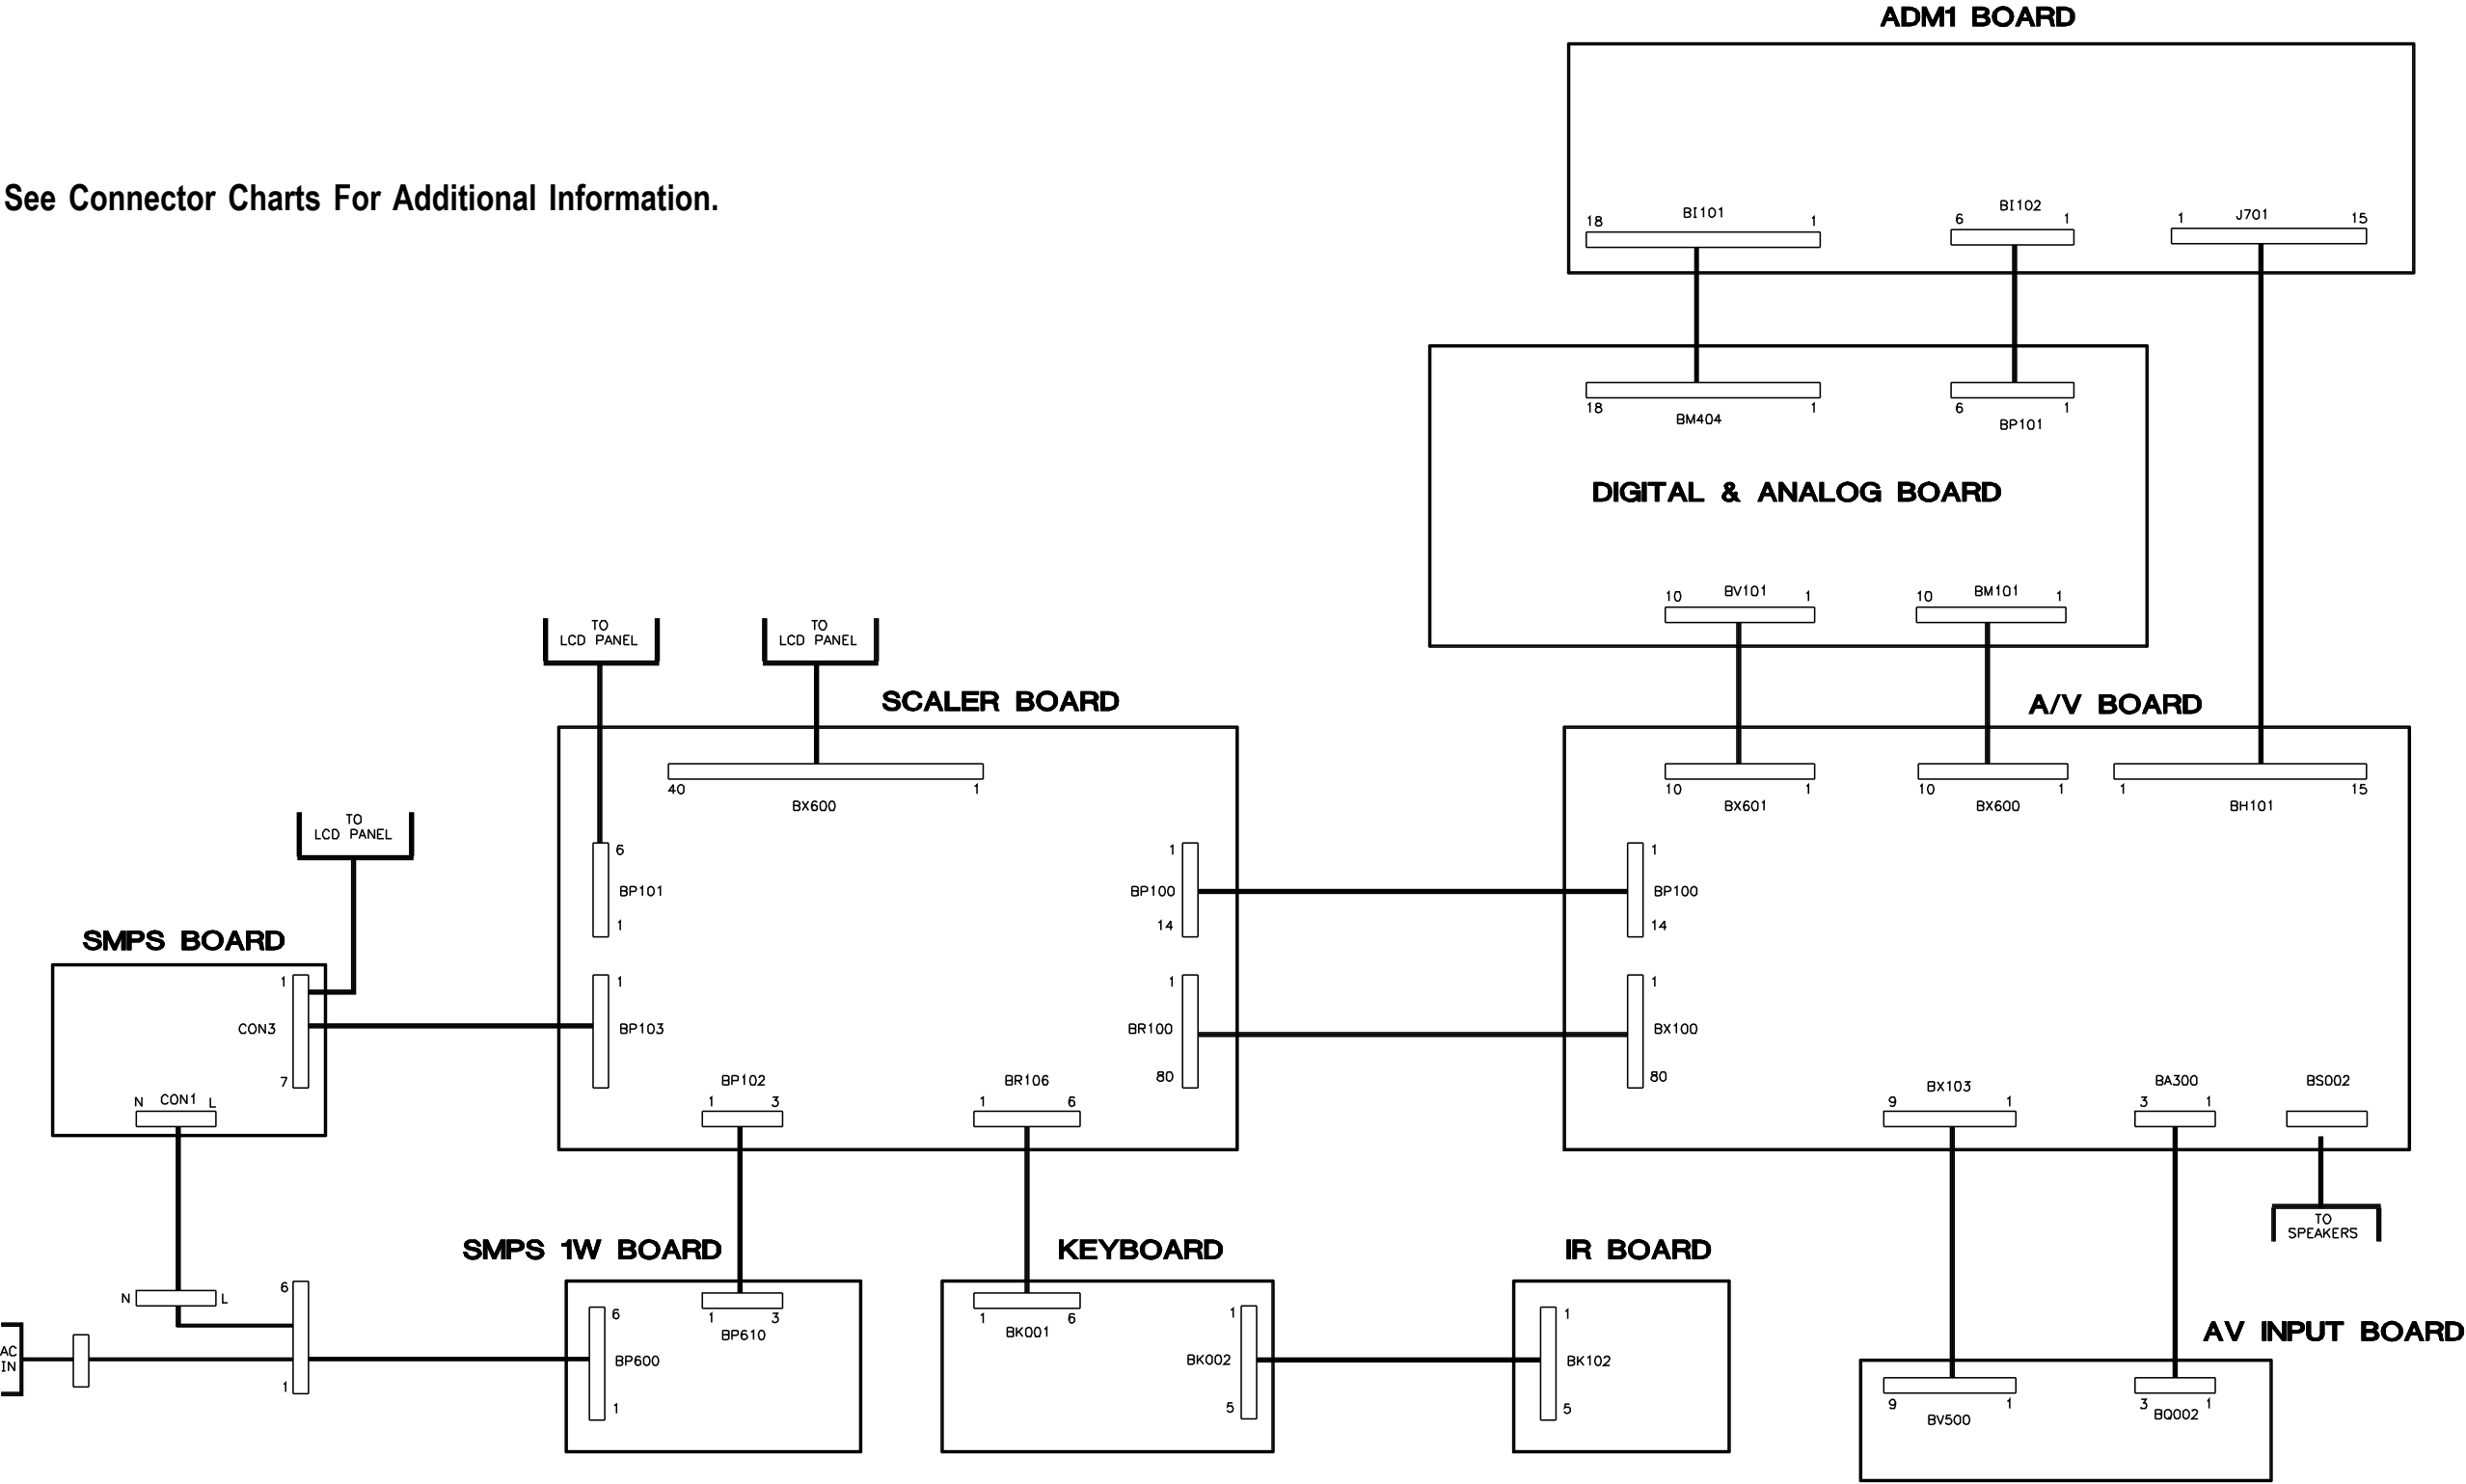 ADM1 BOARD
See Connector Charts For Additional Information.
18 BI101 1
6 BI102 1
1 J701 15
18 1
BM404
6 1
BP101
DIGITAL & ANALOG BOARD
10 BV101 1
10 BM101 1
TO
LCD PANEL
TO
LCD PANEL
SCALER BOARD
A/V BOARD
40 1
BX600
10 1
BX601
10 1
BX600
1 15
BH101
TO
LCD PANEL
6
BP101
1
1
BP100
14
1
BP100
14
SMPS BOARD
1
CON3
7
1
BP103
1
BR100
80
1
BX100
80
N CON1 L
BP102
1 3
BR106
1 6
BX103
9 1
BA300
3 1
BS002
TO
SPEAKERS
SMPS 1W BOARD
KEYBOARD
IR BOARD
AV INPUT BOARD
N L
6
1
AC
IN
6
BP600
1
1 3
BP610
1 6
BK001
1
BK002
5
1
BK102
5
9 1
BV500
3 1
BQ002